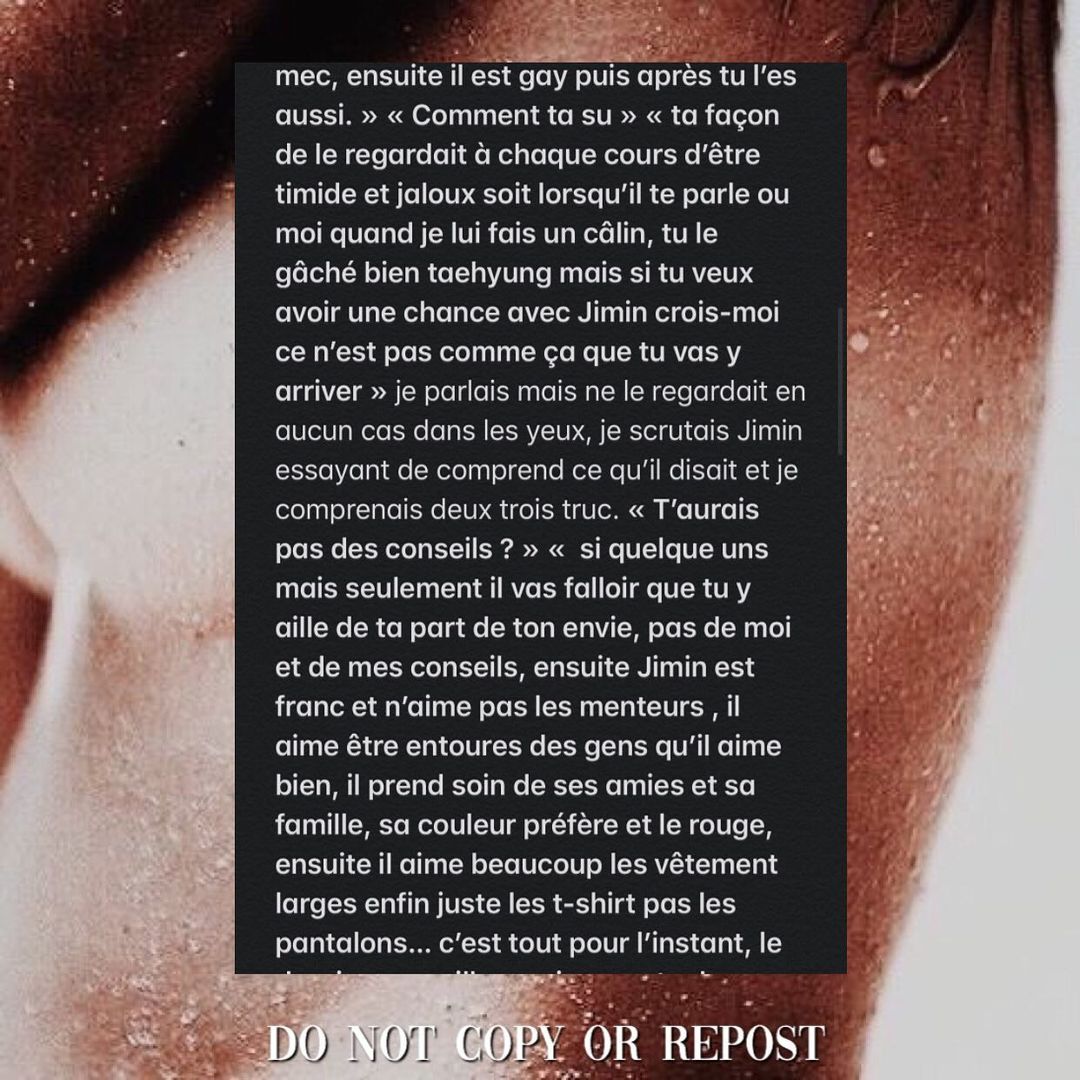 mec, ensuite il est gay puis après tu l’es
aussi. » « Comment ta su » « ta façon
de le regardait à chaque cours d’être
timide et jaloux soit lorsqu’il te parle ou
moi quand je lui fais un câlin, tu le
gâché bien taehyung mais si tu veux
avoir une chance avec Jimin crois-moi
ce n’est pas comme ça que tu vas y
arriver » je parlais mais ne le regardait en
aucun cas dans les yeux, je scrutais Jimin
essayant de comprend ce qu’il disait et je
comprenais deux trois truc. « T’aurais
pas des conseils ? » «  si quelque uns
mais seulement il vas falloir que tu y
aille de ta part de ton envie, pas de moi
et de mes conseils, ensuite Jimin est
franc et n’aime pas les menteurs , il
aime être entoures des gens qu’il aime
bien, il prend soin de ses amies et sa
famille, sa couleur préfère et le rouge,
ensuite il aime beaucoup les vêtement
larges enfin juste les t-shirt pas les
pantalons... c’est tout pour l’instant, le
DO NOT COPY OR REPOST